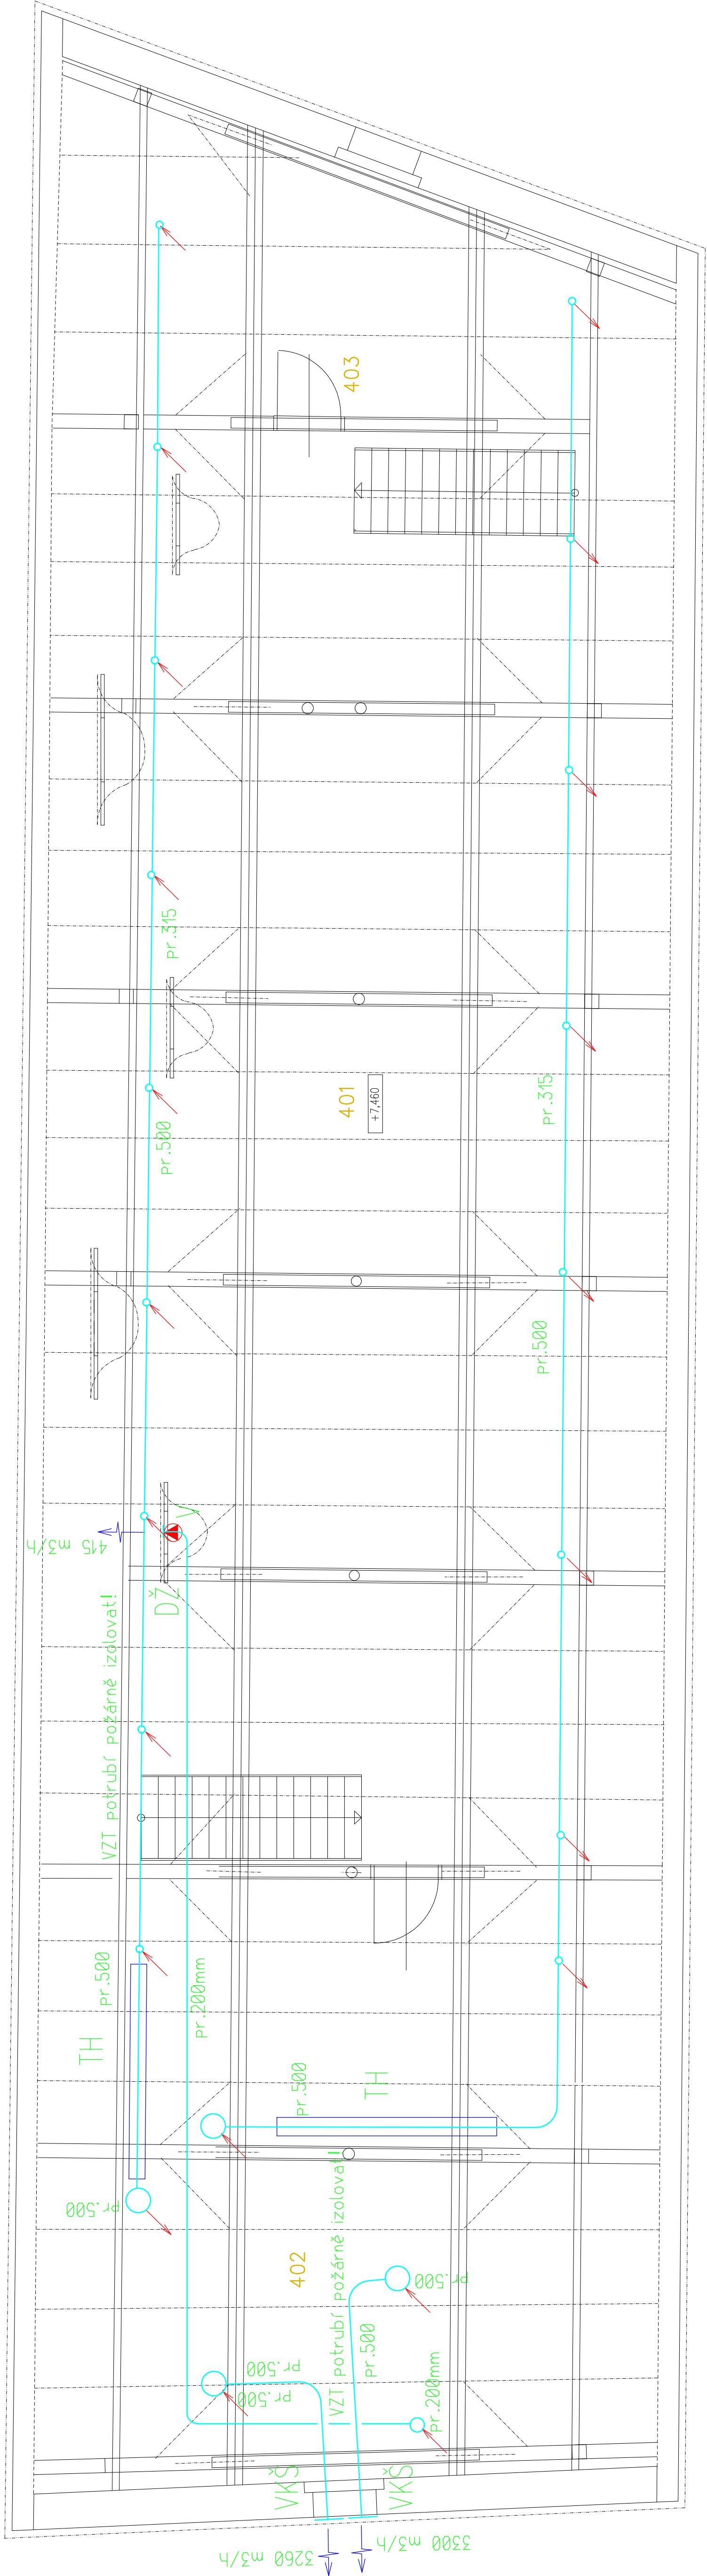 403
pr.315
401
+7,460
pr.315
pr.500
pr.500
V
415 m3/h
DŽ
VZT potrubí požárně izolovat!
pr.500
pr.200mm
TH
pr.500
TH
pr.500
VZT potrubí požárně izolovat!
402
pr.500
pr.500
pr.500
pr.500
pr.200mm
VKŠ
VKŠ
3300 m3/h
3260 m3/h